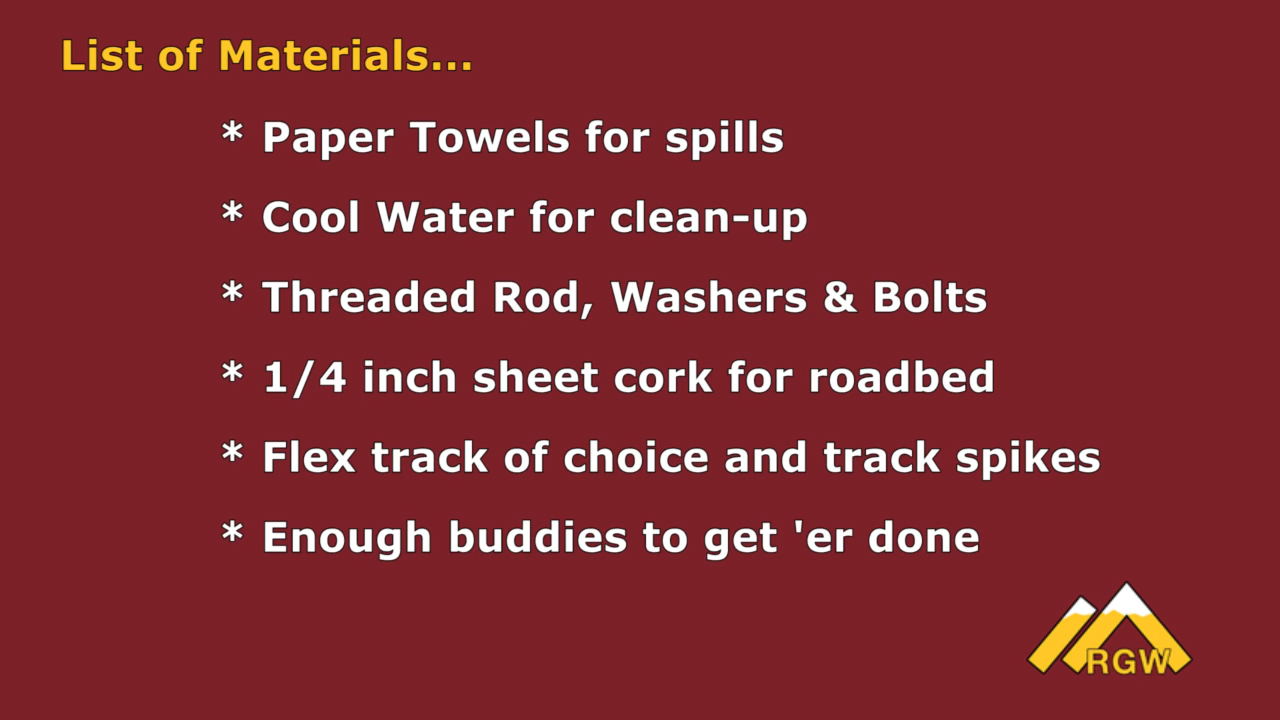 List of Materials...
* Paper Towels for spills
* Cool Water for clean-up
* Threaded Rod, Washers & Bolts
* 1/4 inch sheet cork for roadbed
* Flex track of choice and track spikes
* Enough buddies to get 'er done
RGW